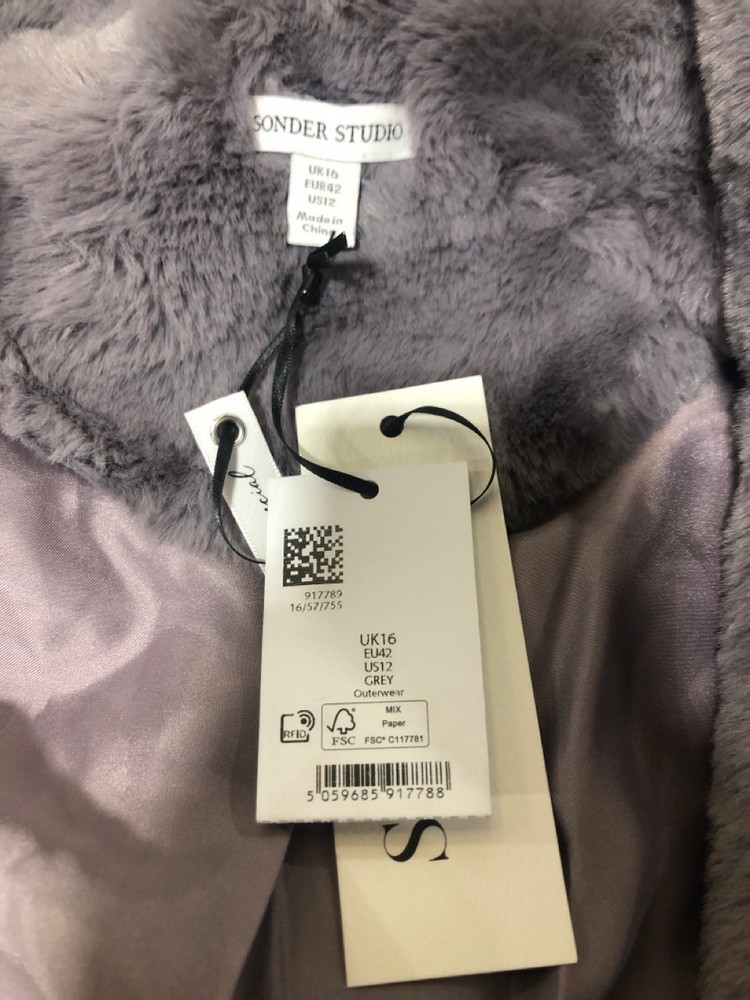 SONDER STUDIO
UK16
EUR42
US12
Made in
China
917789
16/57/755
UK16
EU42
US12
GREY
Outerwear
RFID
FSC
MIX
Paper
FSC® C117781
5 059685 917788
S